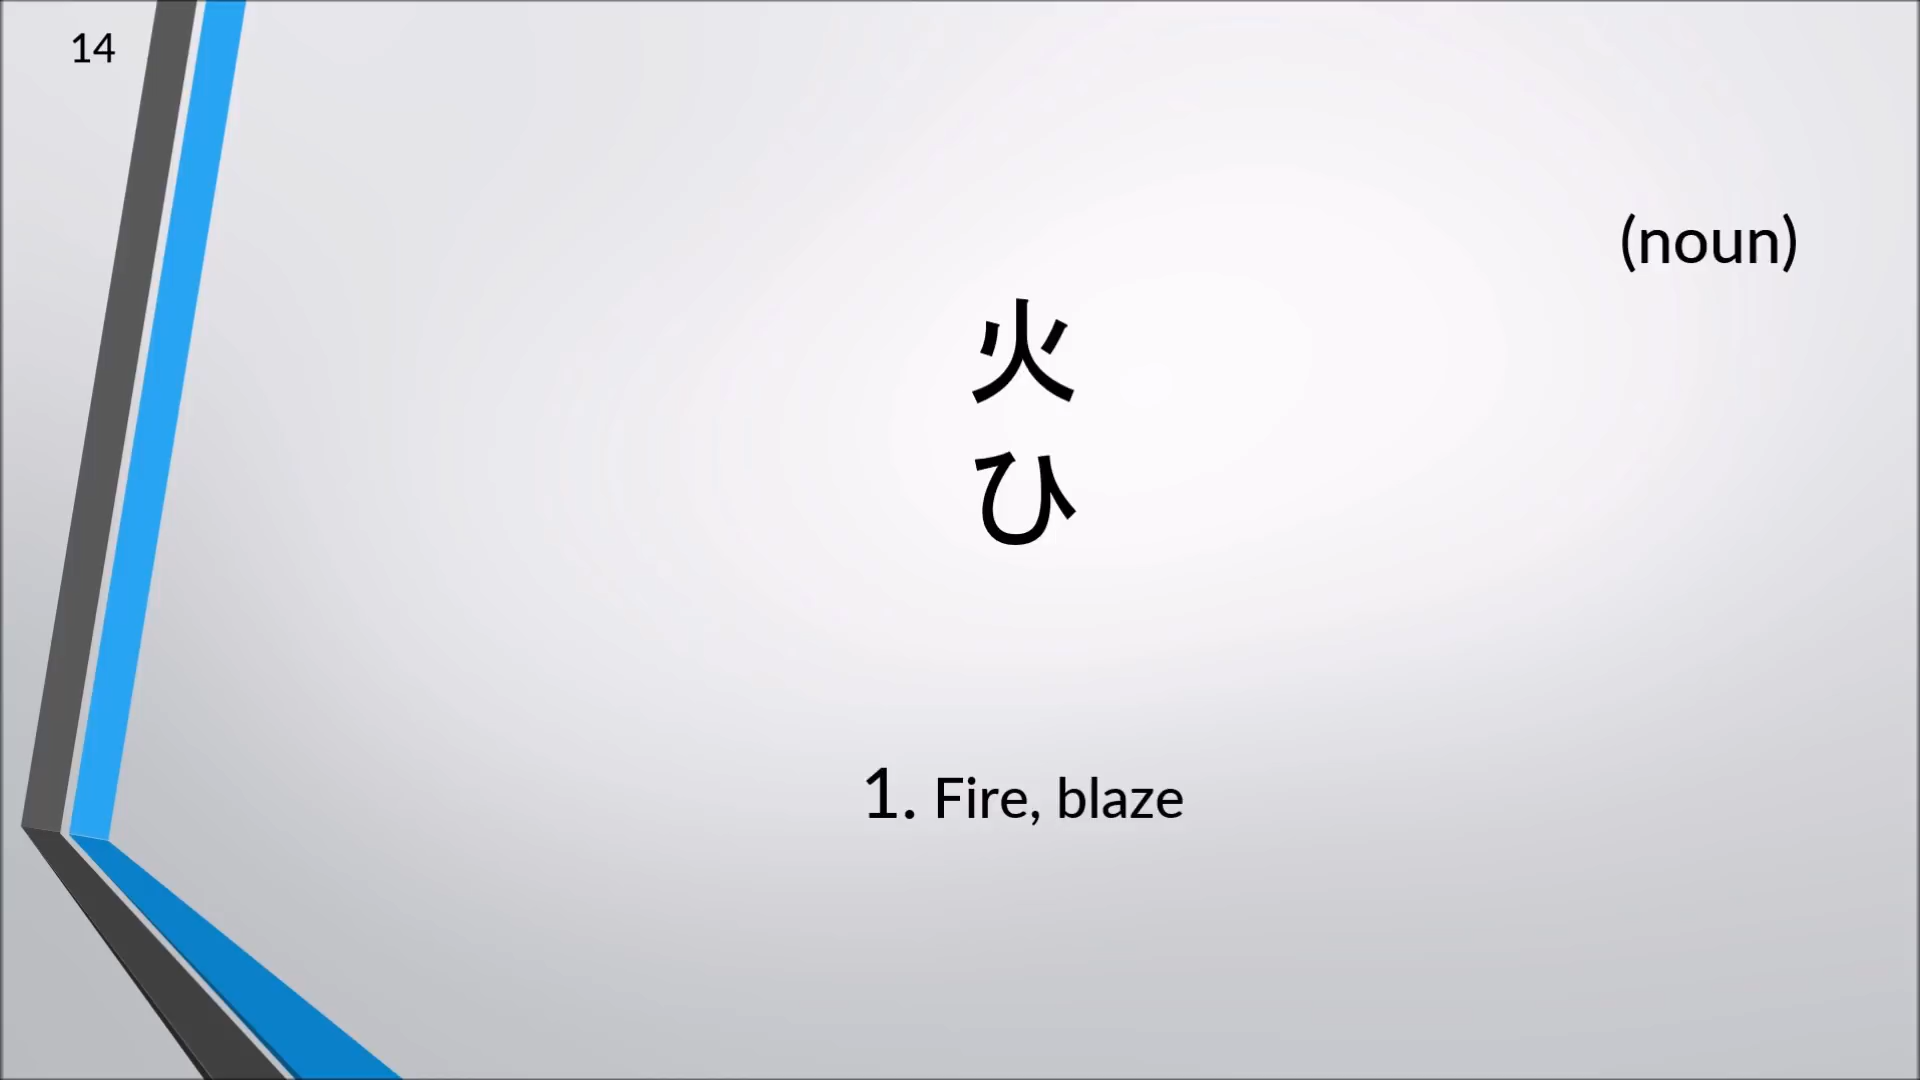 14
(noun)
火
ひ
1. Fire, blaze